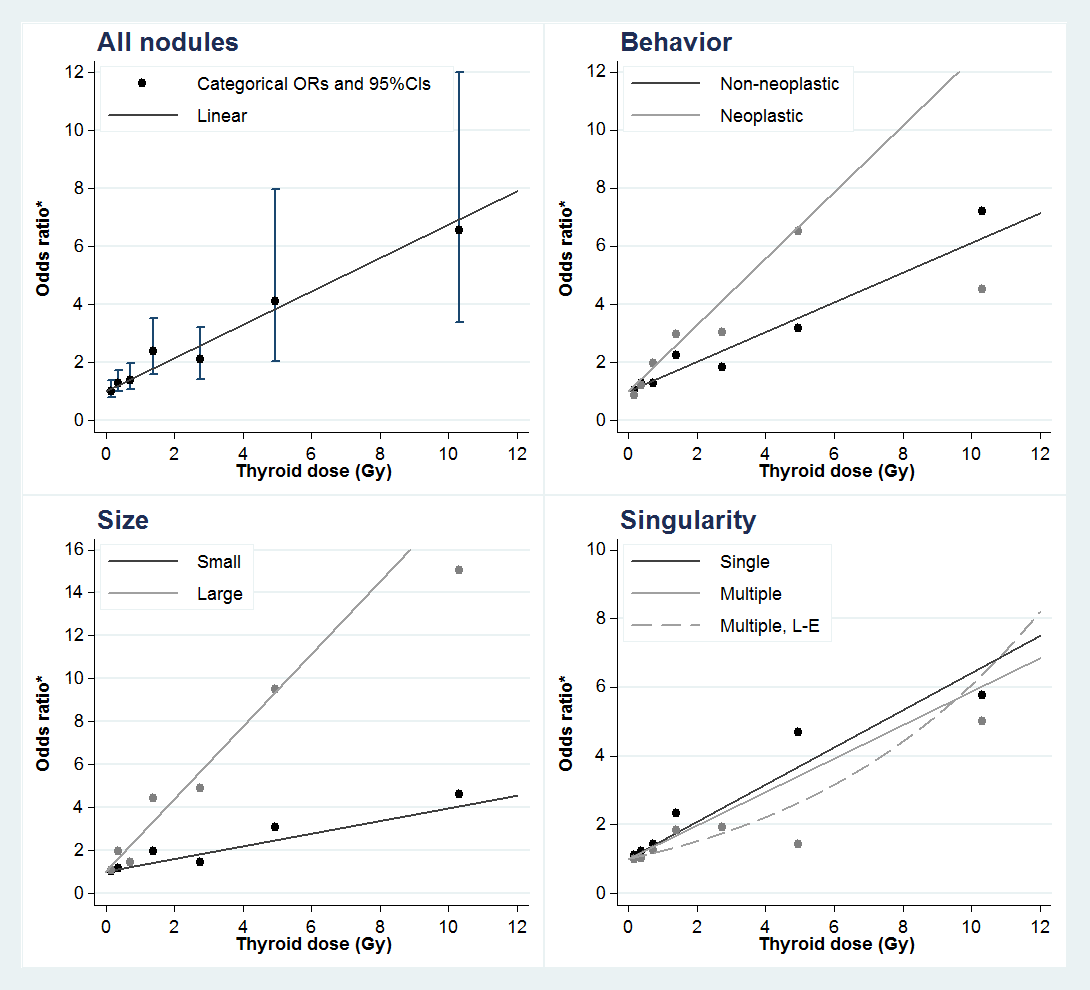 All nodules
12
10
8
6
4
2
0
Odds ratio*
Categorical ORs and 95%CIs
Linear
0 2 4 6 8 10 12
Thyroid dose (Gy)
Behavior
12
10
8
6
4
2
0
Odds ratio*
Non-neoplastic
Neoplastic
0 2 4 6 8 10 12
Thyroid dose (Gy)
Size
16
14
12
10
8
6
4
2
0
Odds ratio*
Small
Large
0 2 4 6 8 10 12
Thyroid dose (Gy)
Singularity
10
8
6
4
2
0
Odds ratio*
Single
Multiple
Multiple, L-E
0 2 4 6 8 10 12
Thyroid dose (Gy)